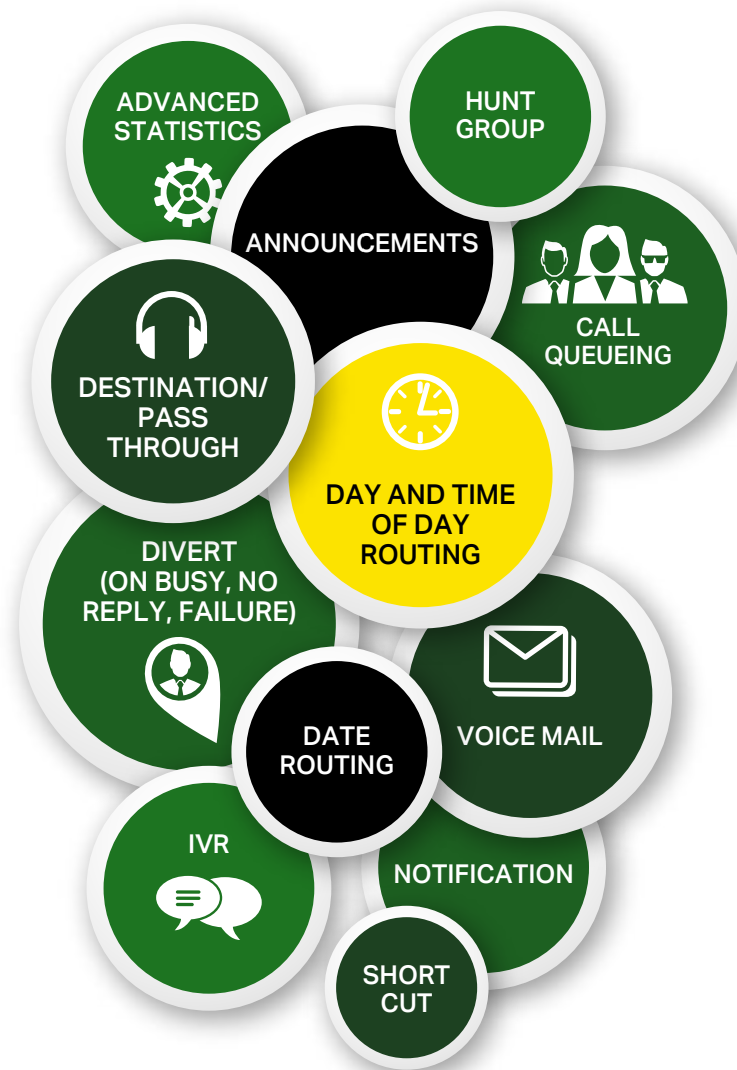 ADVANCED
STATISTICS
HUNT
GROUP
ANNOUNCEMENTS
CALL
QUEUEING
DESTINATION/
PASS
THROUGH
DAY AND TIME
OF DAY
ROUTING
DIVERT
(ON BUSY, NO
REPLY, FAILURE)
DATE
ROUTING
VOICE MAIL
IVR
NOTIFICATION
SHORT
CUT